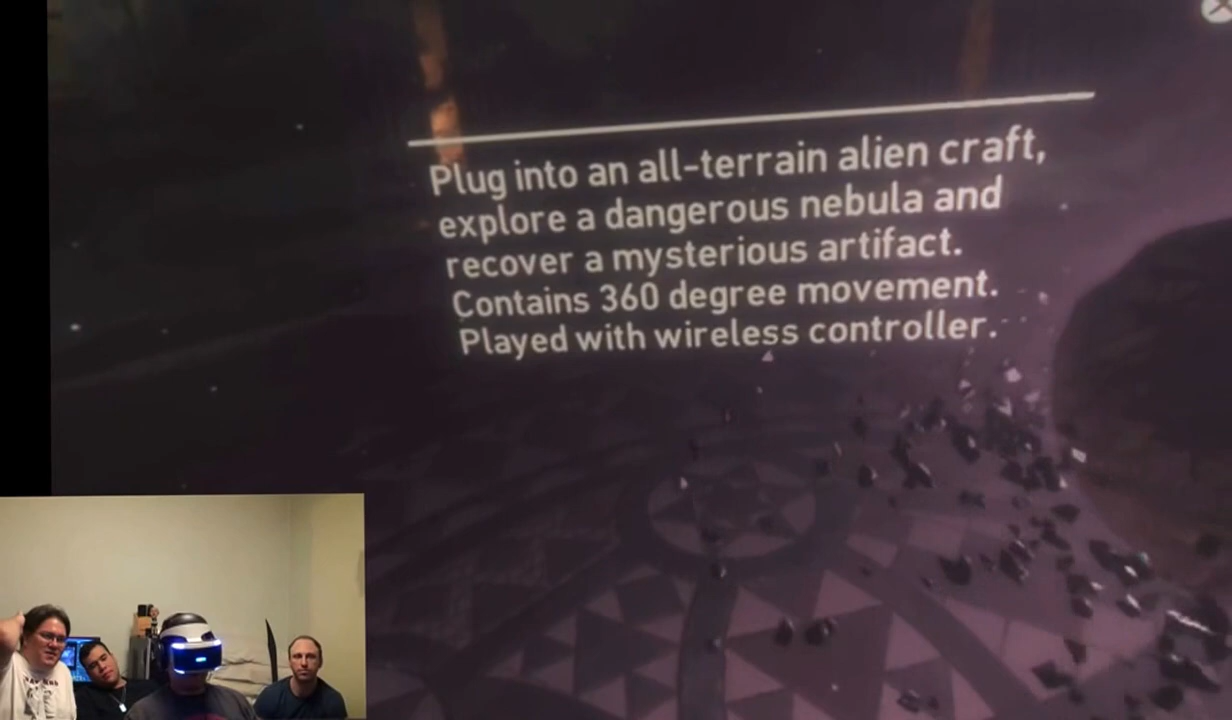 Plug into an all-terrain alien craft,
explore a dangerous nebula and
recover a mysterious artifact.
Contains 360 degree movement.
Played with wireless controller.